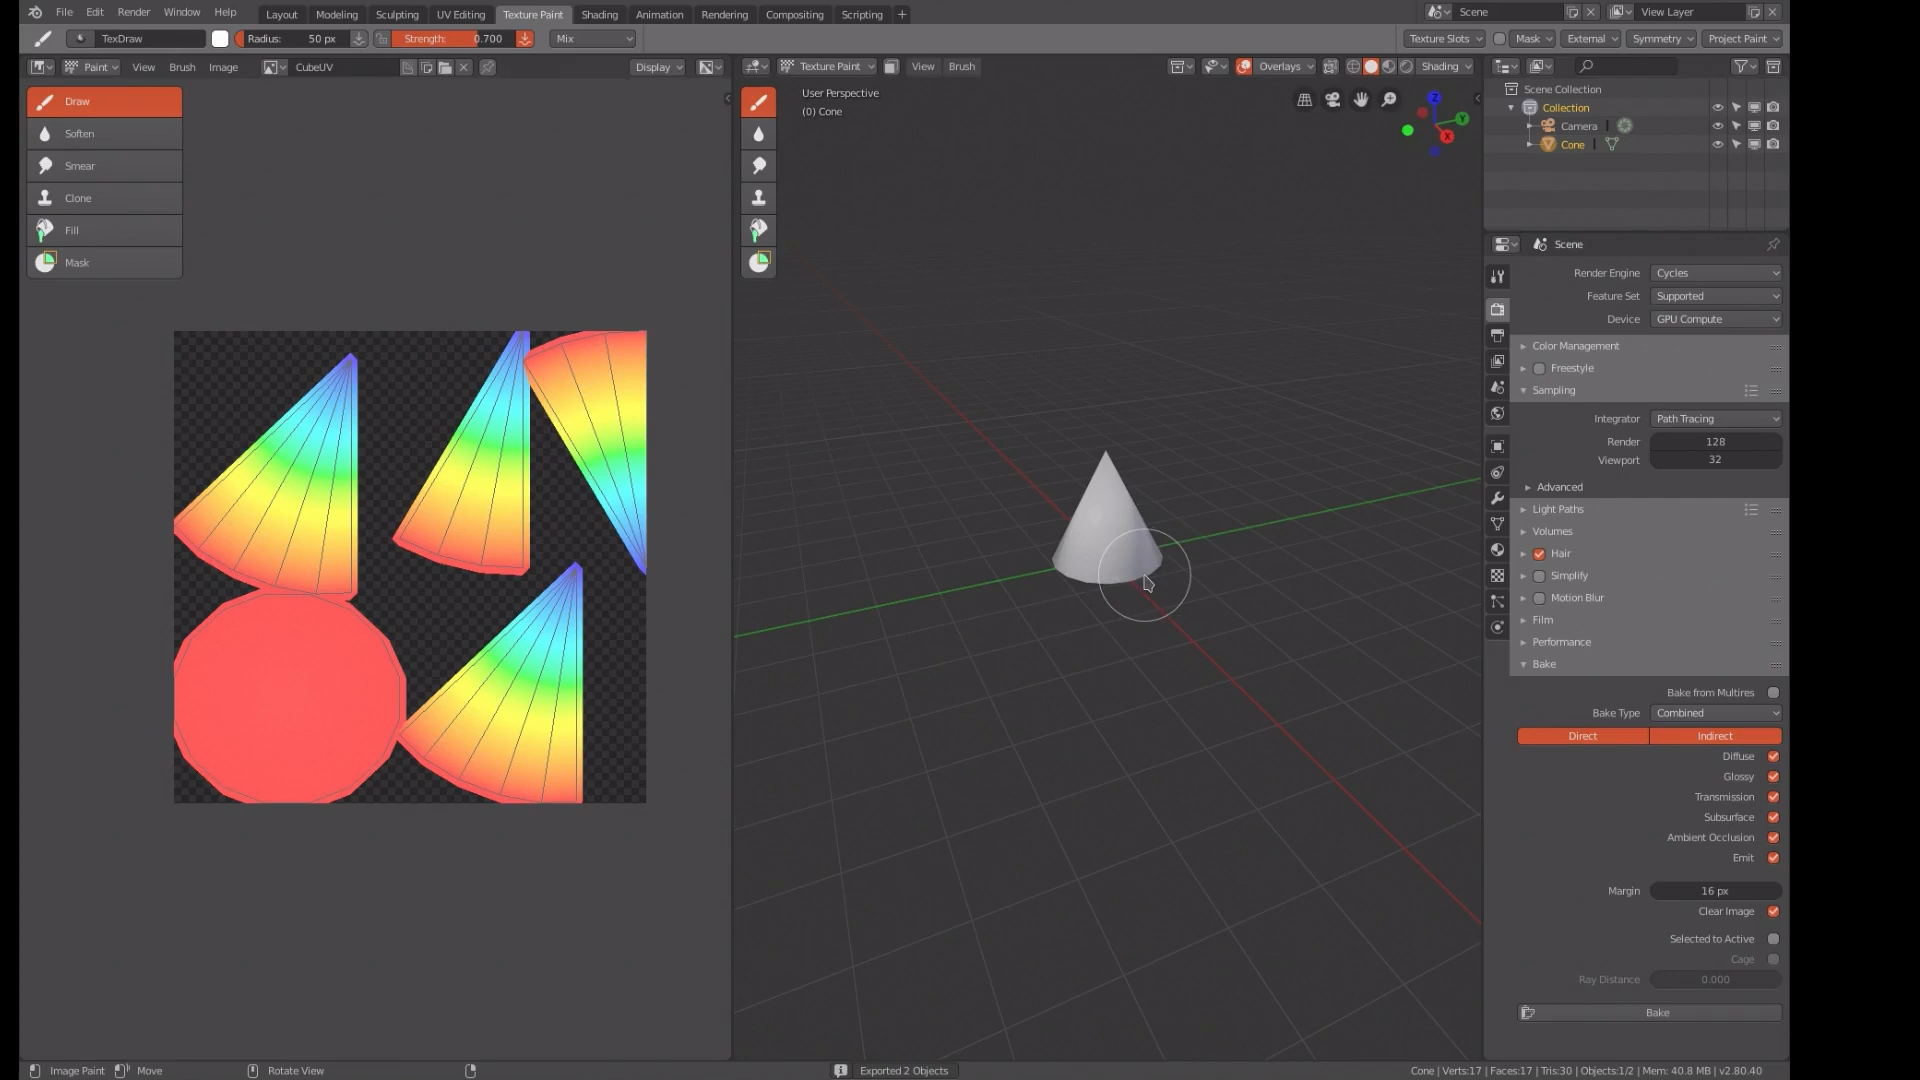 File Edit Render Window Help Layout Modeling Sculpting UV Editing Texture Paint Shading Animation Rendering Compositing Scripting + Scene View Layer
TexDraw Radius: 50 px Strength: 0.700 Mix Texture Slots Mask External Symmetry Project Paint
Paint View Brush Image CubeUV Display Texture Paint View Brush Overlays Shading
Draw
Soften
Smear
Clone
Fill
Mask
User Perspective
(0) Cone
Z
Y
X
Scene Collection
Collection
Camera
Cone
Scene
Render Engine Cycles
Feature Set Supported
Device GPU Compute
Color Management
Freestyle
Sampling
Integrator Path Tracing
Render 128
Viewport 32
Advanced
Light Paths
Volumes
Hair
Simplify
Motion Blur
Film
Performance
Bake
Bake from Multires
Bake Type Combined
Direct Indirect
Diffuse
Glossy
Transmission
Subsurface
Ambient Occlusion
Emit
Margin 16 px
Clear Image
Selected to Active
Cage
Ray Distance 0.000
Bake
Image Paint Move Rotate View Exported 2 Objects Cone | Verts:17 | Faces:17 | Tris:30 | Objects:1/2 | Mem: 40.8 MB | v2.80.40